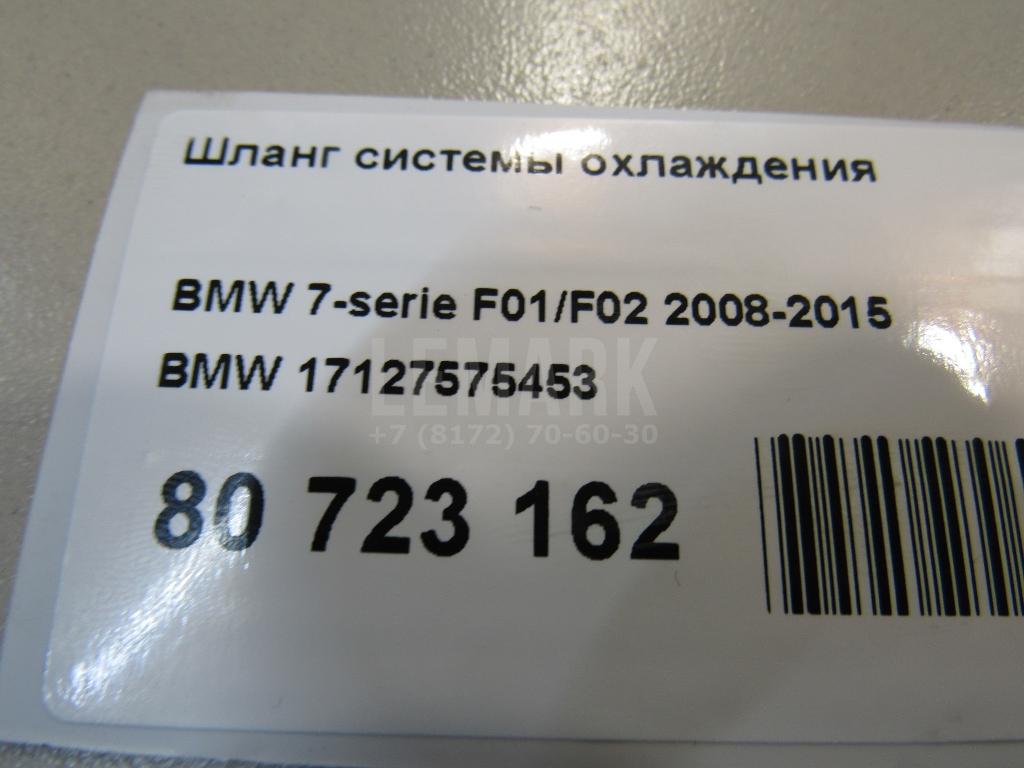 Шланг системы охлаждения
BMW 7-serie F01/F02 2008-2015
BMW 17127575453
LEMARK
+7 (8172) 70-60-30
80 723 162